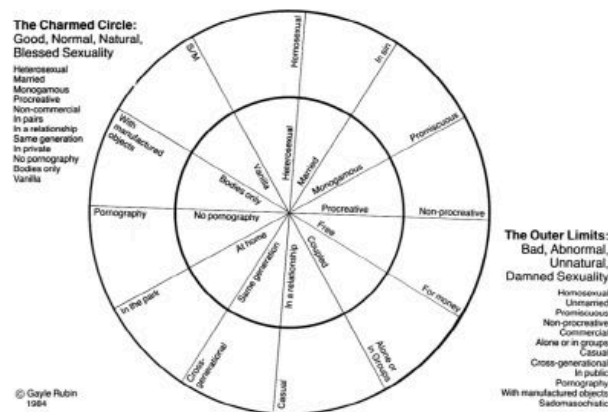 The Charmed Circle:
Good, Normal, Natural,
Blessed Sexuality
Heterosexual
Married
Monogamous
Procreative
Non-commercial
In pairs
In a relationship
Same generation
In private
No pornography
Bodies only
Vanilla
S/M
Homosexual
In sin
With
manufactured
objects
Promiscuous
Bodies only
Vanilla
Heterosexual
Married
Monogamous
Pornography
No pornography
Procreative
Non-procreative
At home
Same generation
In a relationship
Coupled
Free
In the park
Cross-
generational
Casual
Alone or
in Groups
For money
The Outer Limits:
Bad, Abnormal,
Unnatural,
Damned Sexuality
Homosexual
Unmarried
Promiscuous
Non-procreative
Commercial
Alone or in groups
Casual
Cross-generational
In public
Pornography
With manufactured objects
Sadomasochistic
© Gayle Rubin
1984